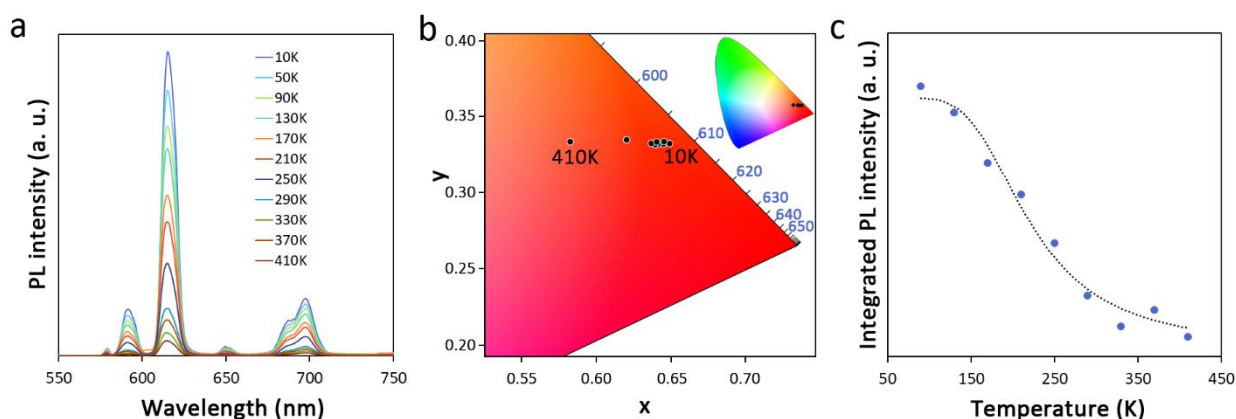 a
PL intensity (a. u.)
10K
50K
90K
130K
170K
210K
250K
290K
330K
370K
410K
550 600 650 700 750
Wavelength (nm)
b
y
0.40
0.35
0.30
0.25
0.20
600
610
620
630
640
650
410K 10K
0.55 0.60 0.65 0.70
x
c
Integrated PL intensity (a. u.)
50 150 250 350 450
Temperature (K)